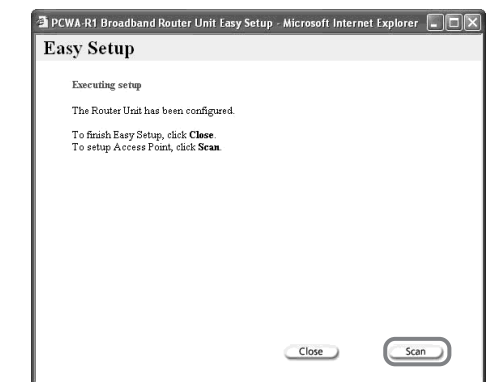 PCWA-R1 Broadband Router Unit Easy Setup - Microsoft Internet Explorer
Easy Setup
Executing setup
The Router Unit has been configured.
To finish Easy Setup, click Close.
To setup Access Point, click Scan.
Close
Scan